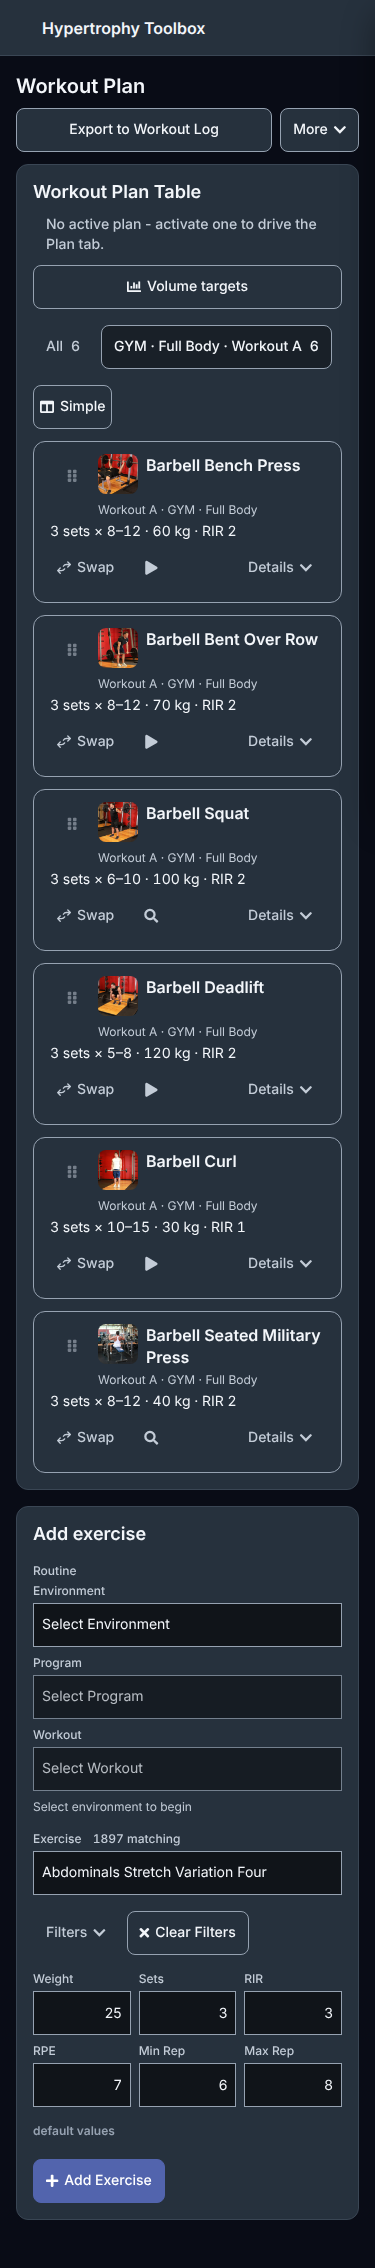 Hypertrophy Toolbox
Workout Plan
Export to Workout Log
More
Workout Plan Table
No active plan - activate one to drive the
Plan tab.
Volume targets
All 6
GYM · Full Body · Workout A 6
Simple
Barbell Bench Press
Workout A · GYM · Full Body
3 sets × 8–12 · 60 kg · RIR 2
Swap
Details
Barbell Bent Over Row
Workout A · GYM · Full Body
3 sets × 8–12 · 70 kg · RIR 2
Swap
Details
Barbell Squat
Workout A · GYM · Full Body
3 sets × 6–10 · 100 kg · RIR 2
Swap
Details
Barbell Deadlift
Workout A · GYM · Full Body
3 sets × 5–8 · 120 kg · RIR 2
Swap
Details
Barbell Curl
Workout A · GYM · Full Body
3 sets × 10–15 · 30 kg · RIR 1
Swap
Details
Barbell Seated Military
Press
Workout A · GYM · Full Body
3 sets × 8–12 · 40 kg · RIR 2
Swap
Details
Add exercise
Routine
Environment
Select Environment
Program
Select Program
Workout
Select Workout
Select environment to begin
Exercise 1897 matching
Abdominals Stretch Variation Four
Filters
Clear Filters
Weight Sets RIR
25 3 3
RPE Min Rep Max Rep
7 6 8
default values
Add Exercise